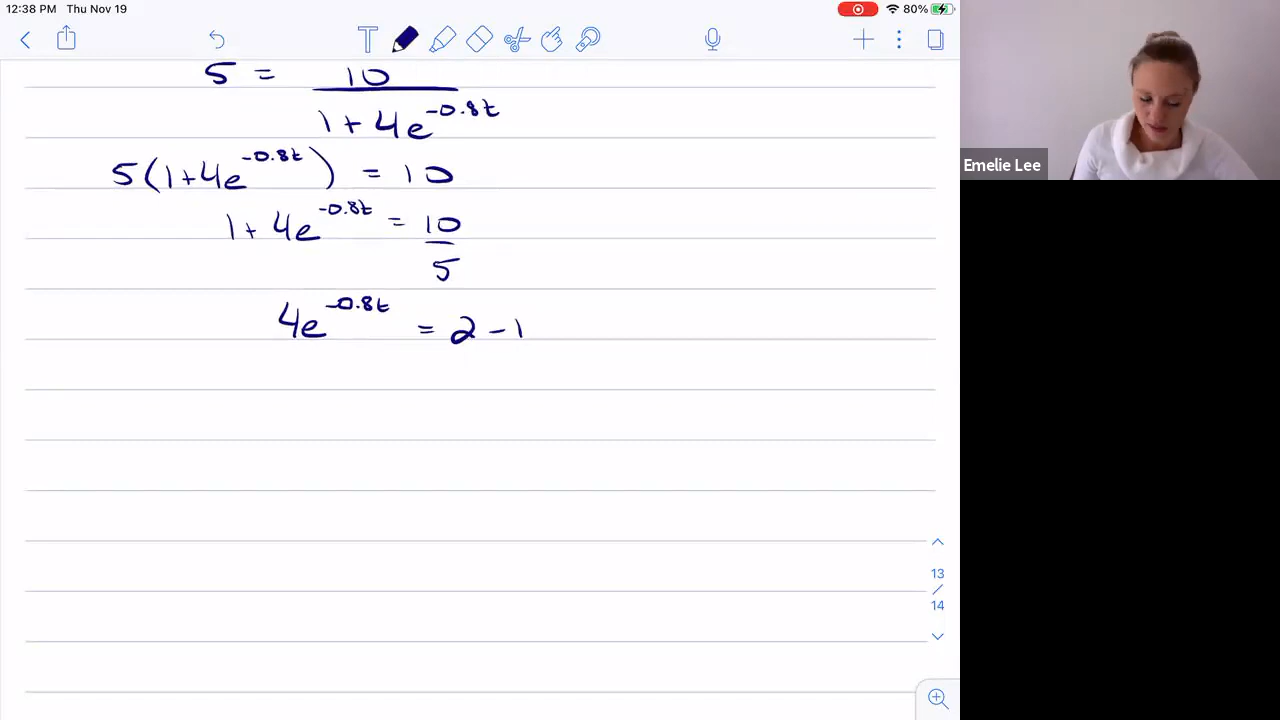 12:38 PM Thu Nov 19 80%
5 = 10
1 + 4e^-0.8t
5(1+4e^-0.8t) = 10
1 + 4e^-0.8t = 10
5
4e^-0.8t = 2 - 1
Emelie Lee
13
/
14